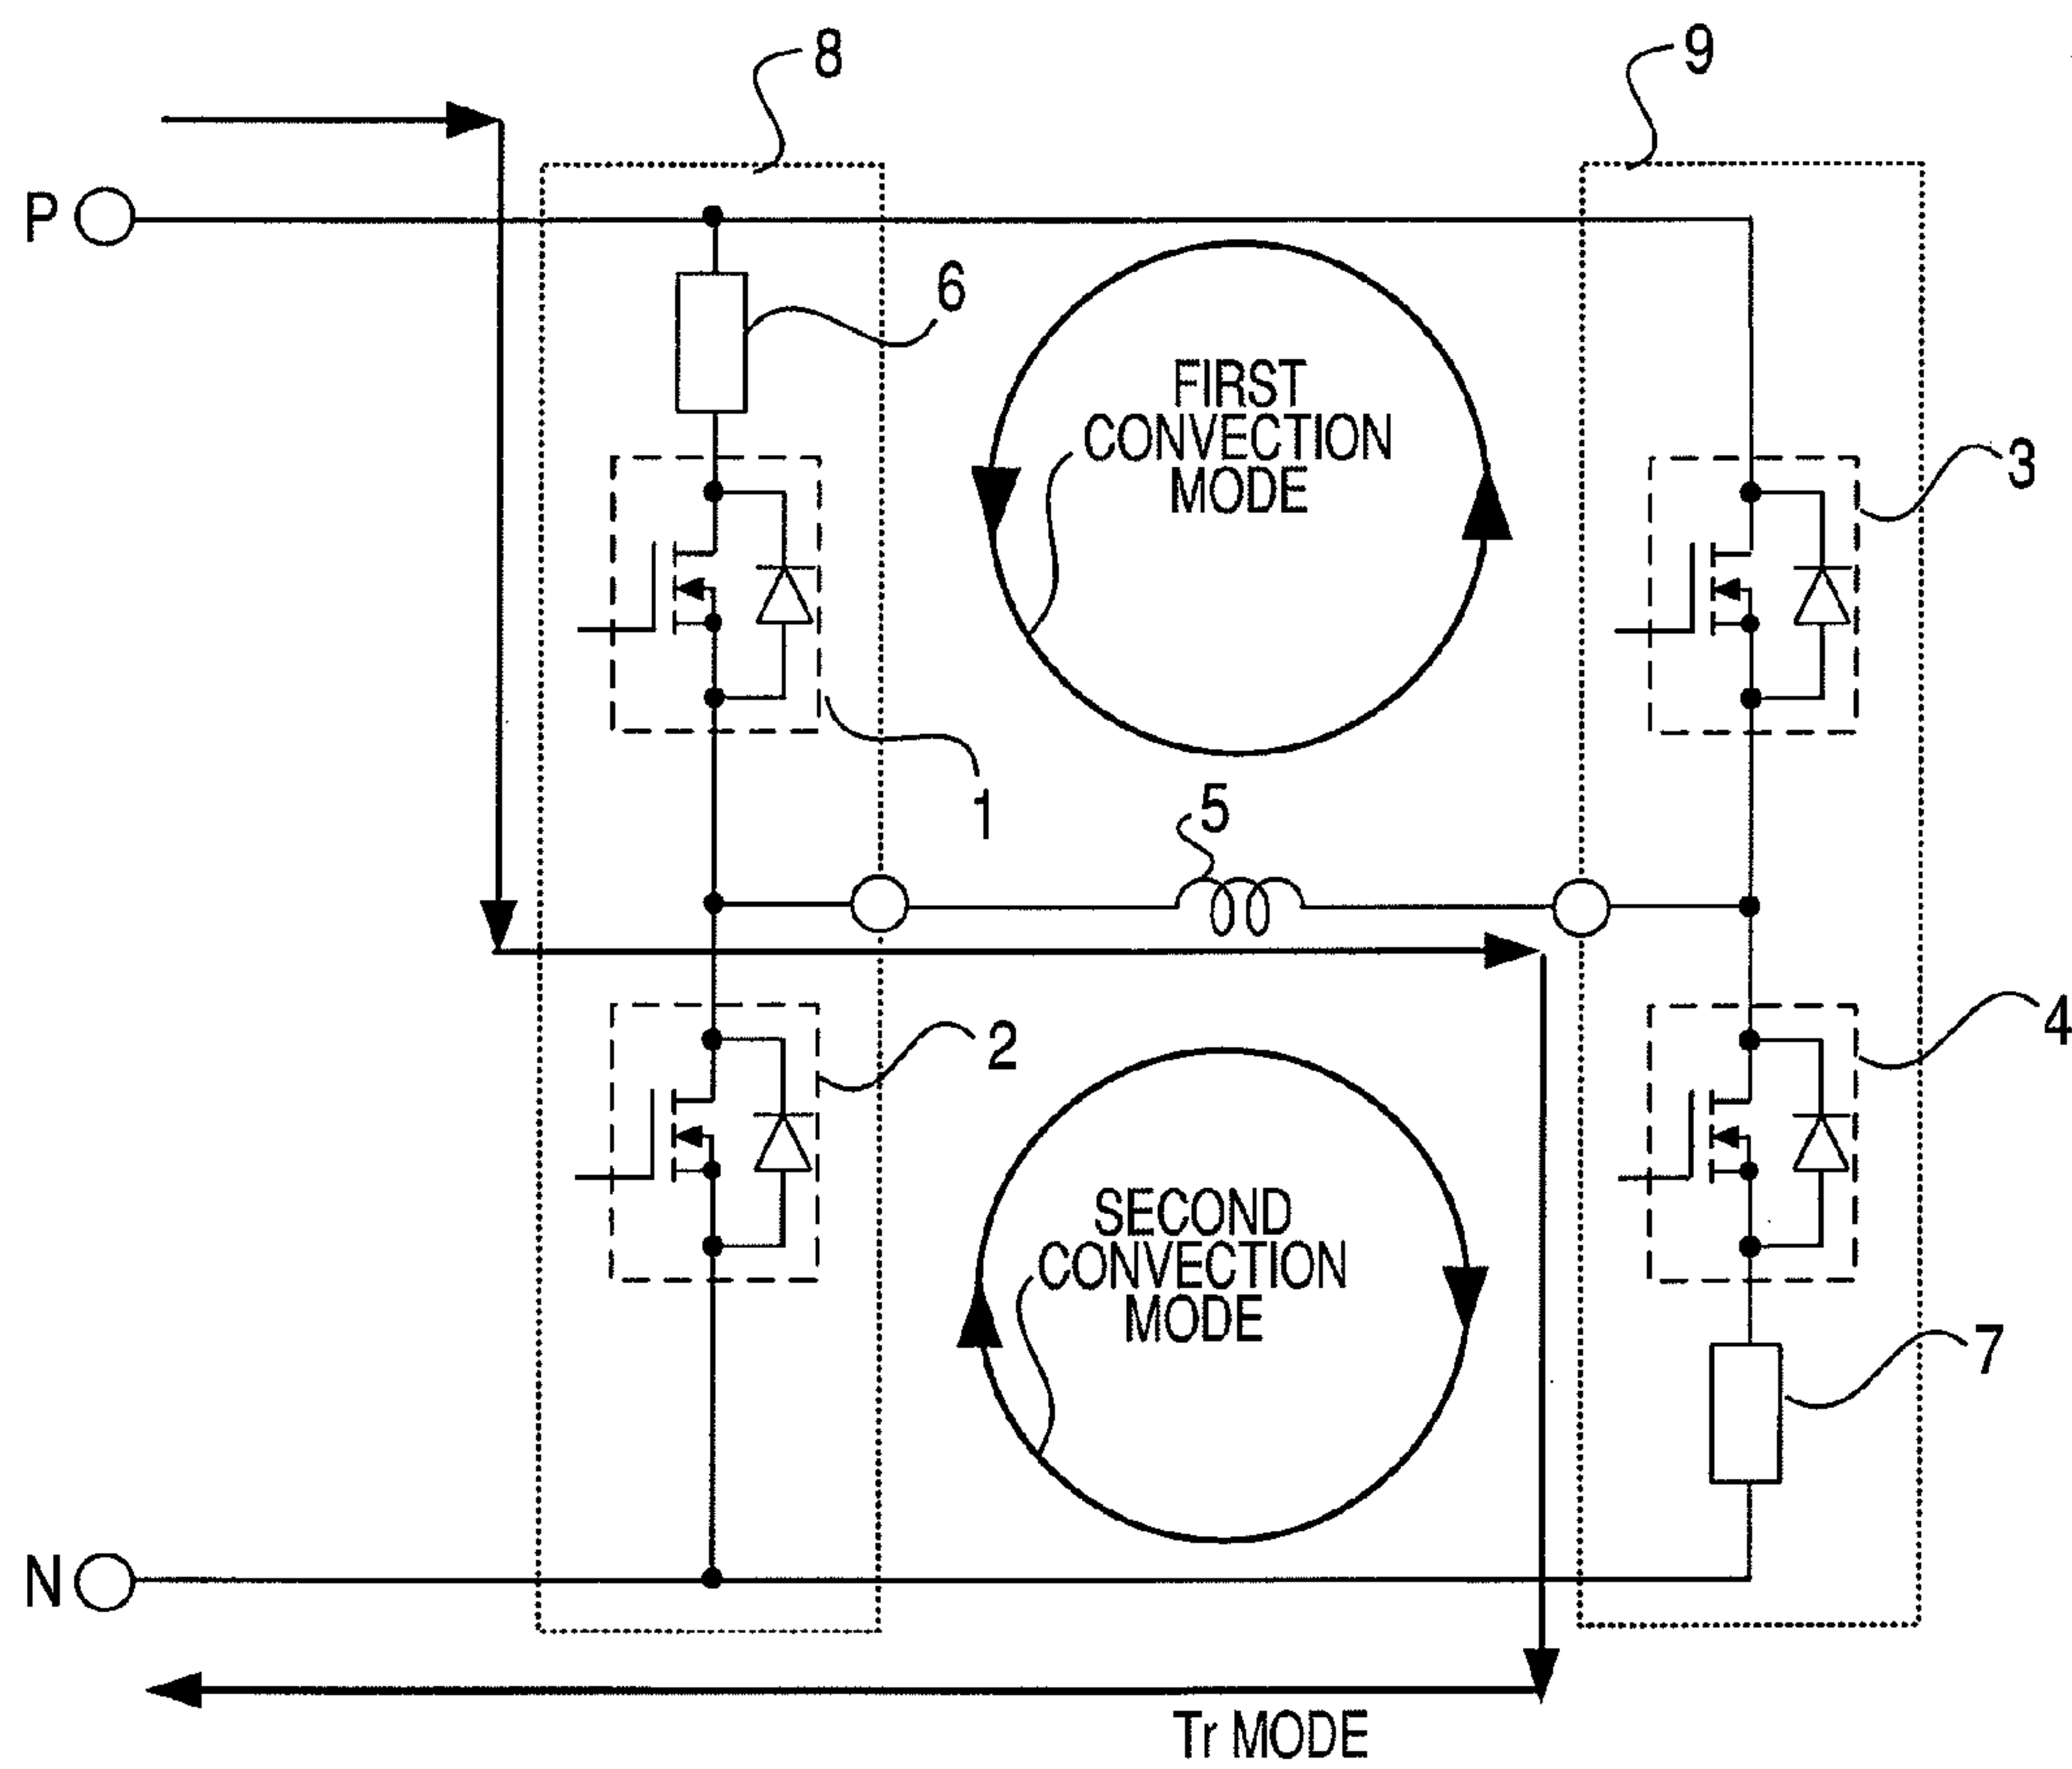 8
9
P
6
FIRST
CONVECTION
MODE
3
1
5
2
4
SECOND
CONVECTION
MODE
7
N
Tr MODE